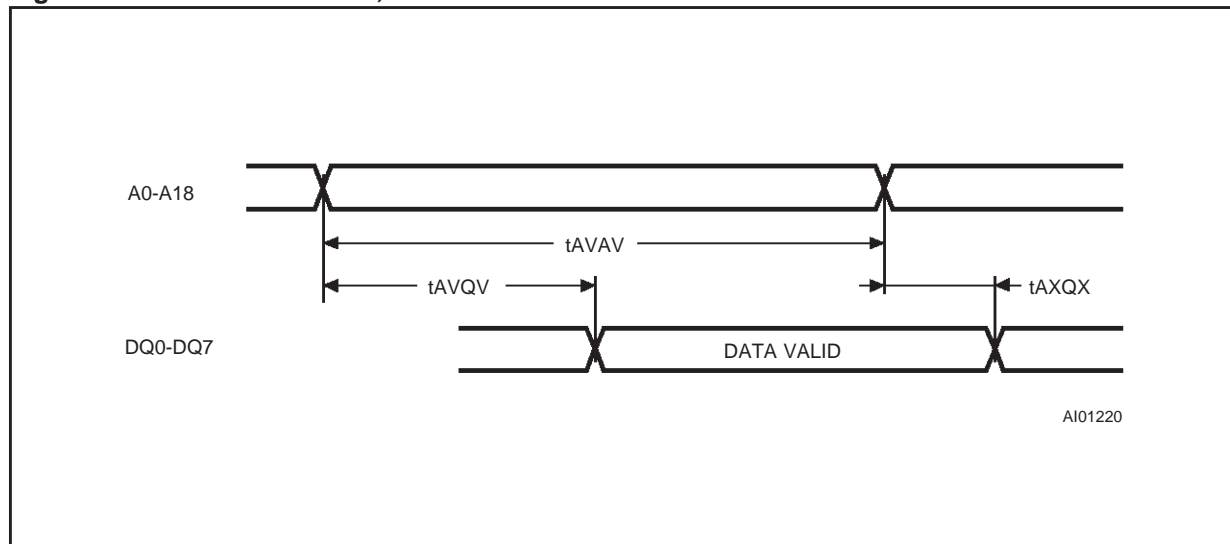 A0-A18
tAVAV
tAVQV
tAXQX
DQ0-DQ7
DATA VALID
AI01220